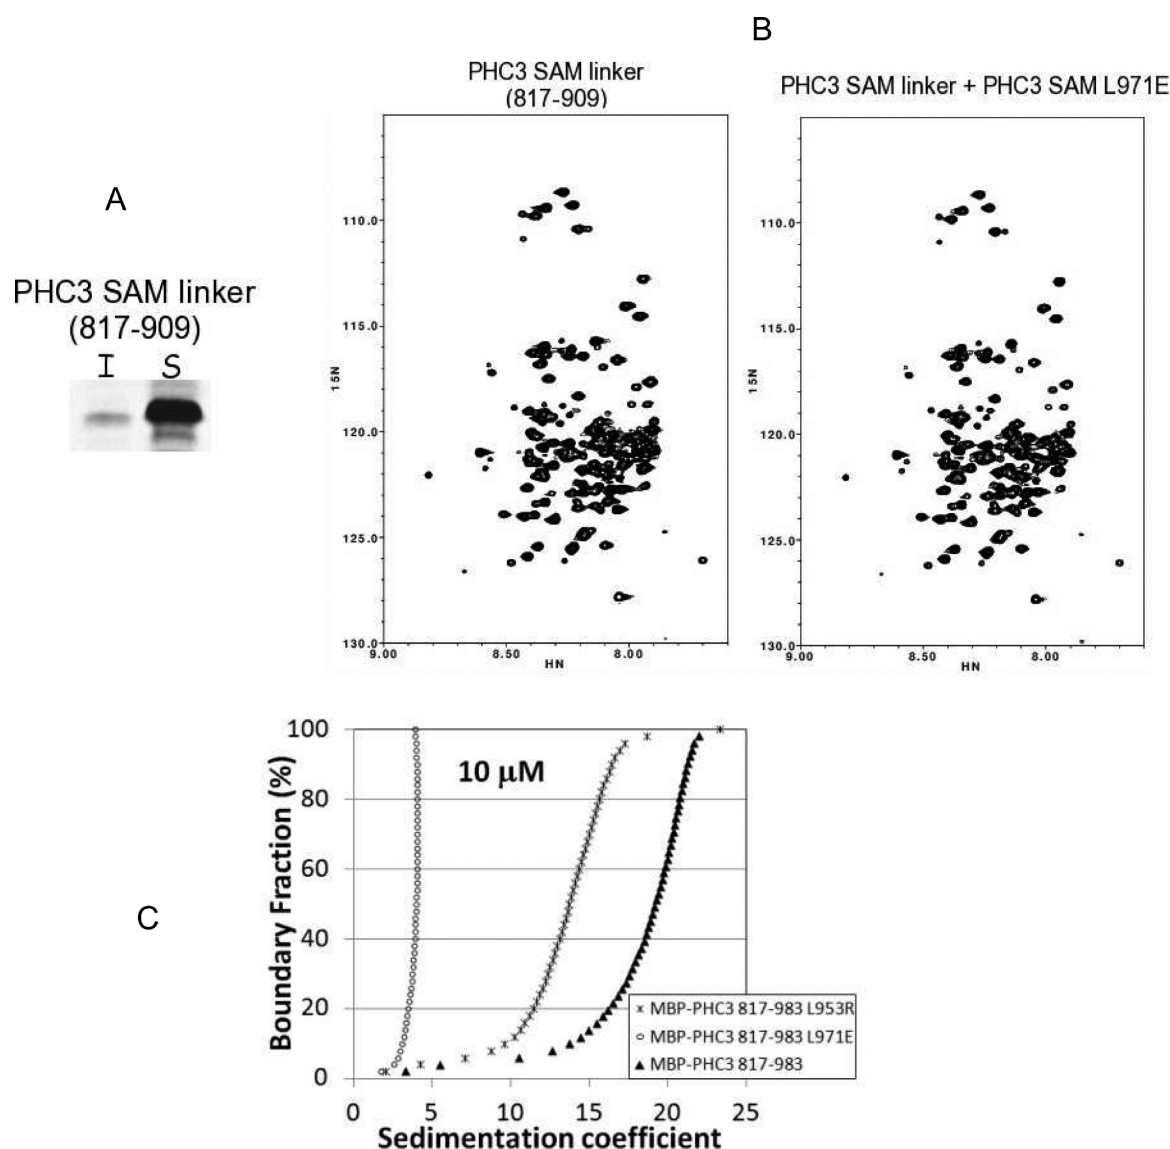 B
PHC3 SAM linker
(817-909)
PHC3 SAM linker + PHC3 SAM L971E
A
PHC3 SAM linker
(817-909)
I S
110.0
115.0
120.0
125.0
130.0
15N
9.00 8.50 8.00
HN
110.0
115.0
120.0
125.0
130.0
15N
9.00 8.50 8.00
HN
C
100
80
60
40
20
0
Boundary Fraction (%)
10 μM
MBP-PHC3 817-983 L953R
MBP-PHC3 817-983 L971E
MBP-PHC3 817-983
0 5 10 15 20 25
Sedimentation coefficient